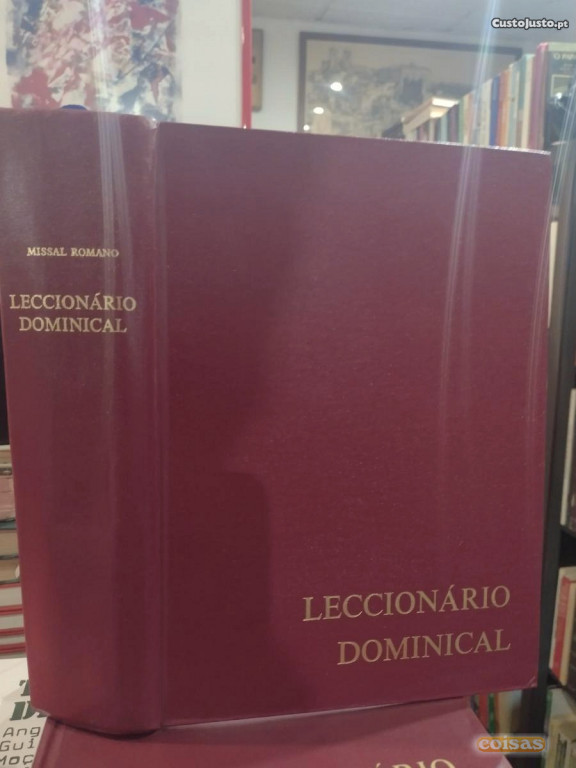 CustoJusto.pt
MISSAL ROMANO
LECCIONÁRIO
DOMINICAL
LECCIONÁRIO
DOMINICAL
coisas